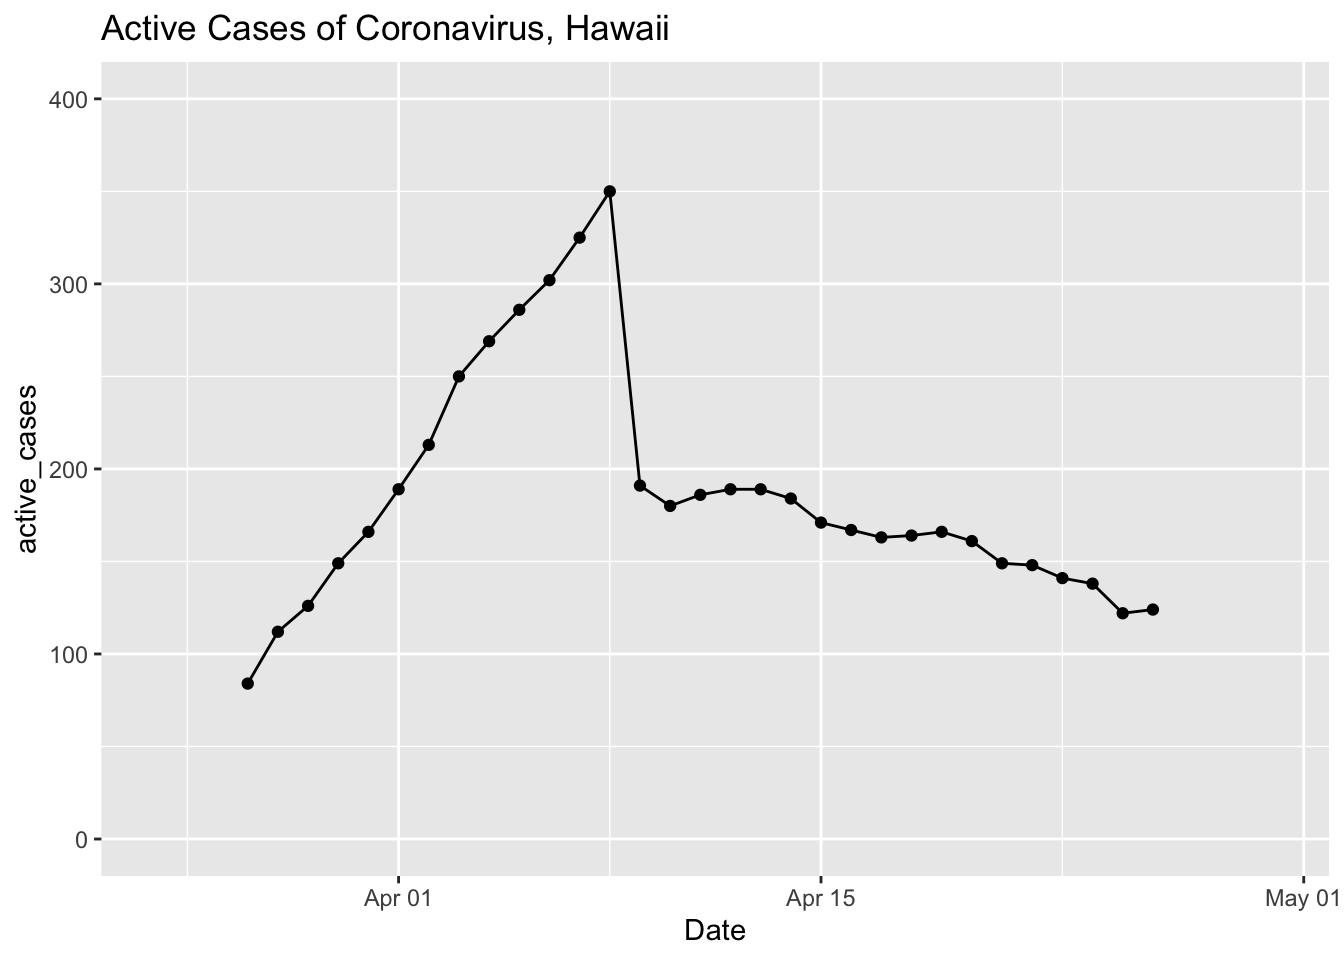 Active Cases of Coronavirus, Hawaii
400
300
200
100
0
active_cases
Apr 01
Apr 15
May 01
Date